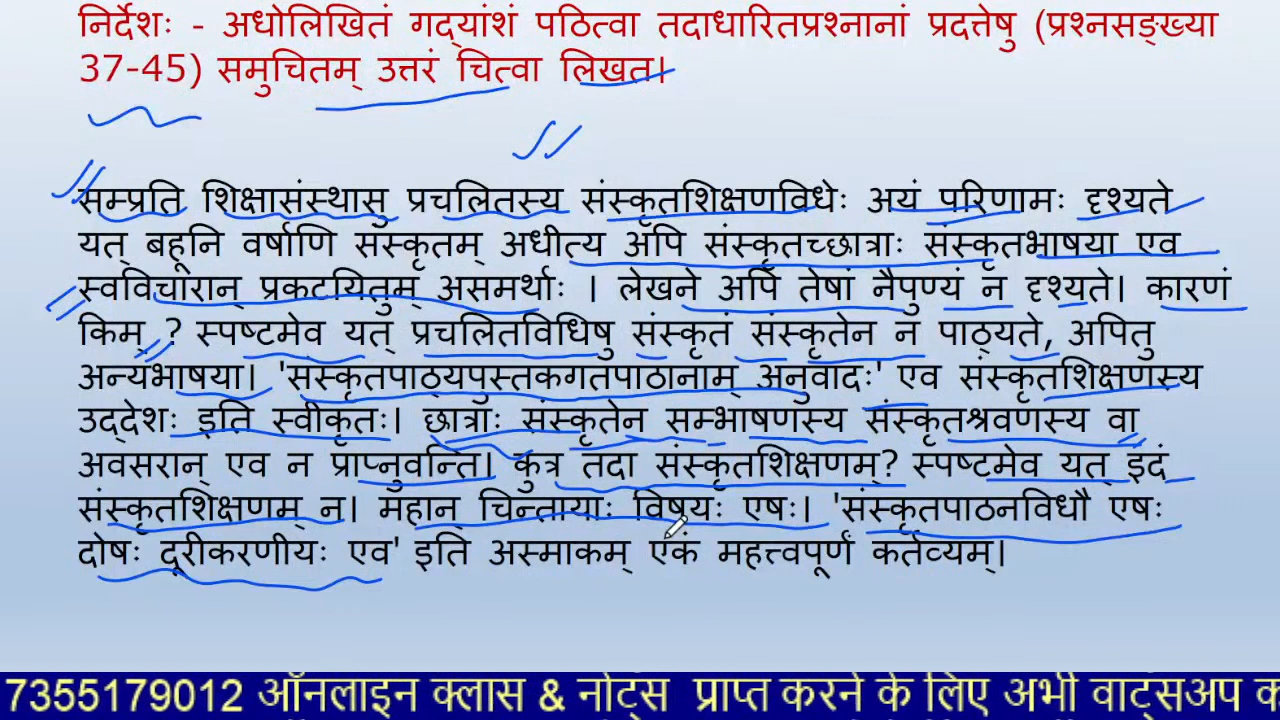 निर्देशः - अधोलिखितं गद्यांशं पठित्वा तदाधारितप्रश्नानां प्रदत्तेषु (प्रश्नसङ्ख्या
37-45) समुचितम् उत्तरं चित्वा लिखत।
सम्प्रति शिक्षासंस्थासु प्रचलितस्य संस्कृतशिक्षणविधेः अयं परिणामः दृश्यते
यत् बहूनि वर्षाणि संस्कृतम् अधीत्य अपि संस्कृतच्छात्राः संस्कृतभाषया एव
स्वविचारान् प्रकटयितुम् असमर्थाः । लेखने अपि तेषां नैपुण्यं न दृश्यते। कारणं
किम् ? स्पष्टमेव यत् प्रचलितविधिषु संस्कृतं संस्कृतेन न पाठ्यते, अपितु
अन्यभाषया। 'संस्कृतपाठ्यपुस्तकगतपाठानाम् अनुवादः' एव संस्कृतशिक्षणस्य
उद्देशः इति स्वीकृतः। छात्राः संस्कृतेन सम्भाषणस्य संस्कृतश्रवणस्य वा
अवसरान् एव न प्राप्नुवन्ति। कुत्र तदा संस्कृतशिक्षणम्? स्पष्टमेव यत् इदं
संस्कृतशिक्षणम् न। महान् चिन्तायाः विषयः एषः। 'संस्कृतपाठनविधौ एषः
दोषः दूरीकरणीयः एव' इति अस्माकम् एकं महत्त्वपूर्णं कर्तव्यम्।
7355179012 ऑनलाइन क्लास & नोट्स प्राप्त करने के लिए अभी वाट्सअप क